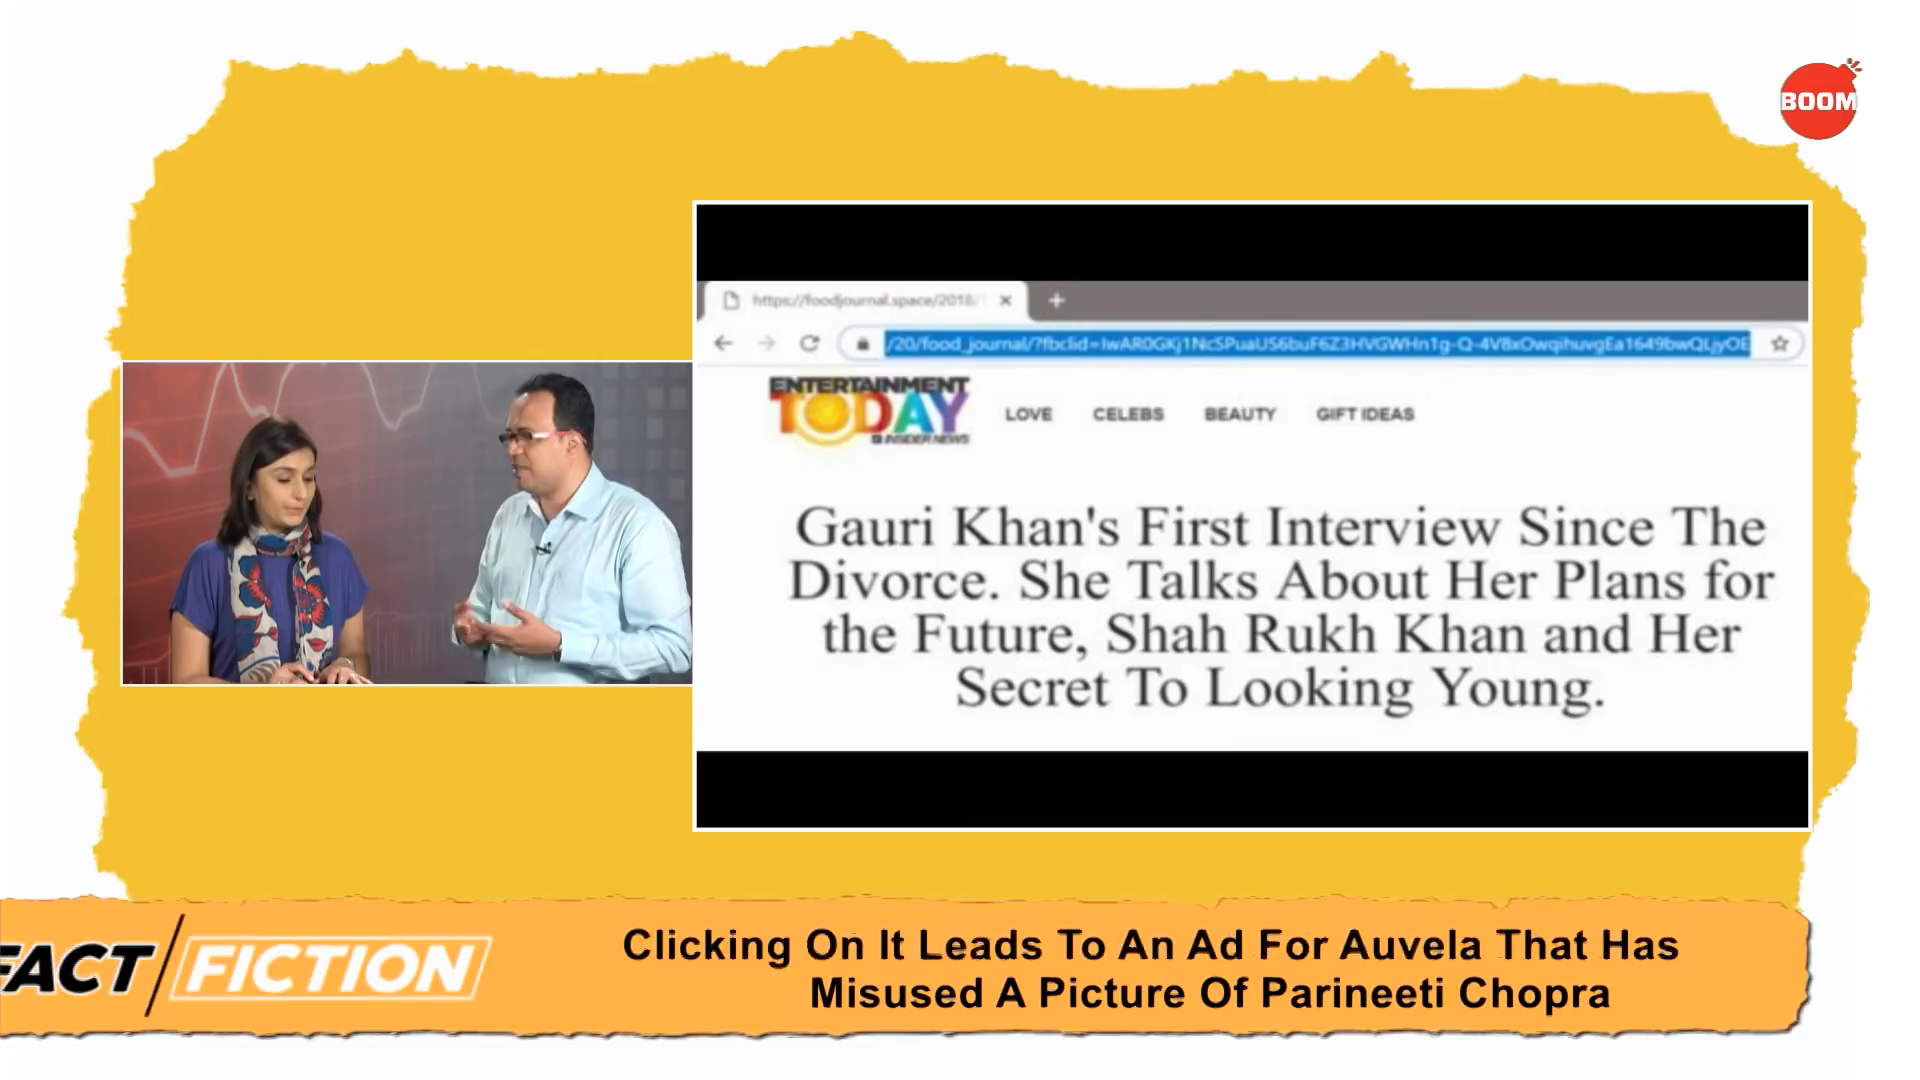 BOOM
https://foodjournal.space/2018/
/20/food_journal/?fbclid=
ENTERTAINMENT
TODAY
INSIDER NEWS
LOVE CELEBS BEAUTY GIFT IDEAS
Gauri Khan's First Interview Since The
Divorce. She Talks About Her Plans for
the Future, Shah Rukh Khan and Her
Secret To Looking Young.
FACT/FICTION
Clicking On It Leads To An Ad For Auvela That Has
Misused A Picture Of Parineeti Chopra